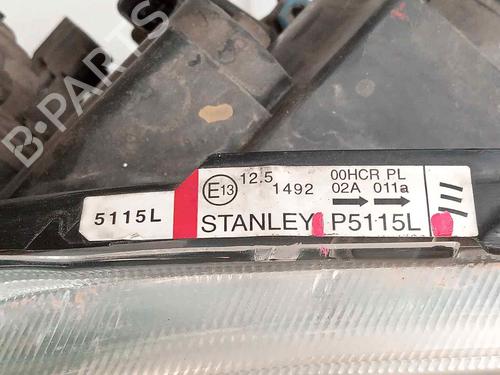 B-PARTS
5115L
E13
12.5
1492
00HCR PL
02A 011a
STANLEY P5115L